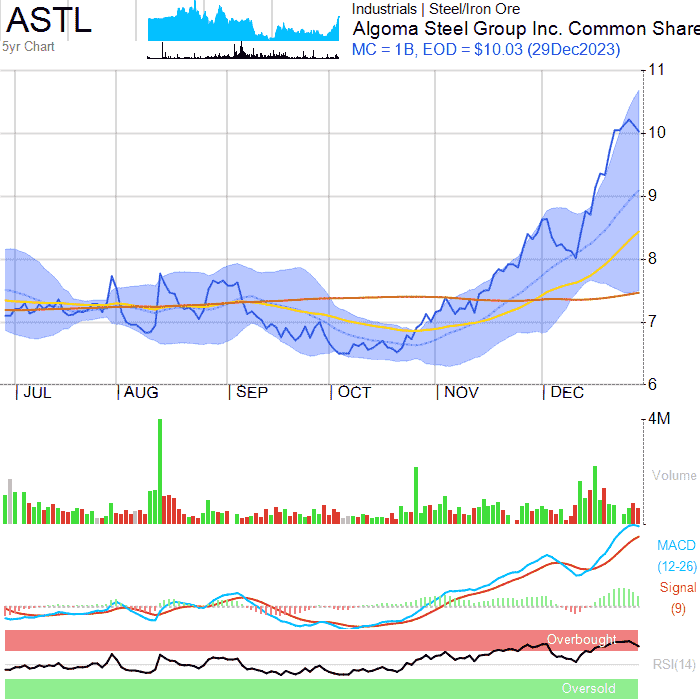 ASTL
5yr Chart
Industrials | Steel/Iron Ore
Algoma Steel Group Inc. Common Share
MC = 1B, EOD = $10.03 (29Dec2023)
11
10
9
8
7
6
JUL AUG SEP OCT NOV DEC
4M
Volume
MACD
(12-26)
Signal
(9)
Overbought
RSI(14)
Oversold